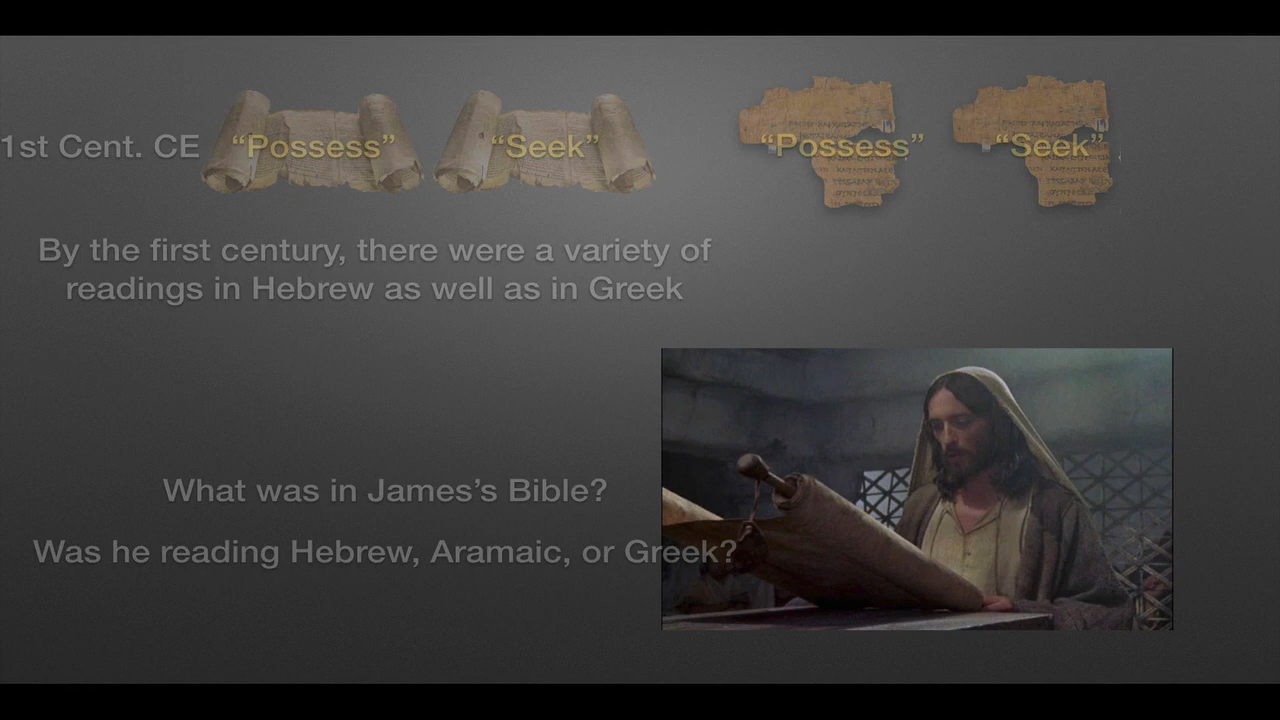 1st Cent. CE “Possess” “Seek” “Possess” “Seek”
By the first century, there were a variety of
readings in Hebrew as well as in Greek
What was in James’s Bible?
Was he reading Hebrew, Aramaic, or Greek?